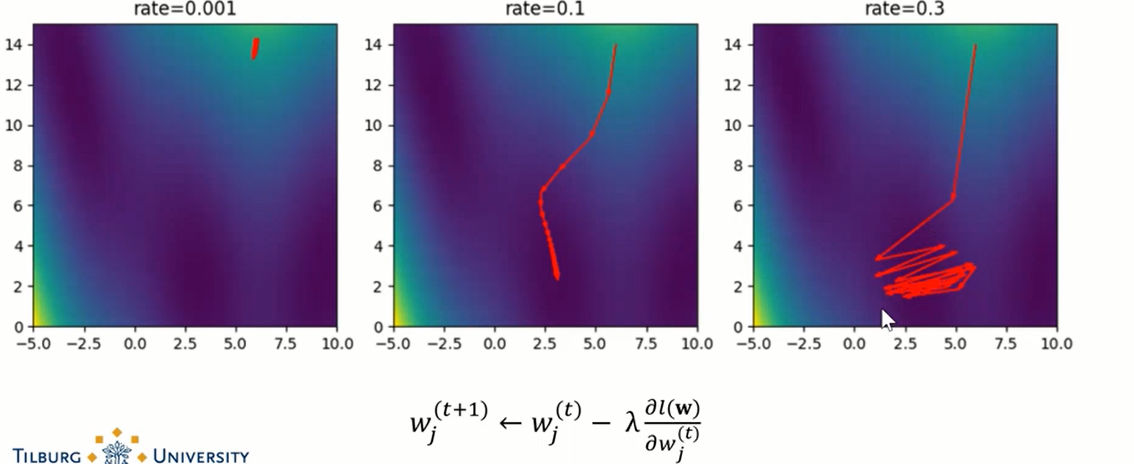 rate=0.001 rate=0.1 rate=0.3
14 14 14
12 12 12
10 10 10
8 8 8
6 6 6
4 4 4
2 2 2
0 0 0
−5.0 −2.5 0.0 2.5 5.0 7.5 10.0 −5.0 −2.5 0.0 2.5 5.0 7.5 10.0 −5.0 −2.5 0.0 2.5 5.0 7.5 10.0
w_j^(t+1) ← w_j^(t) − λ ∂l(w)/∂w_j^(t)
TILBURG UNIVERSITY